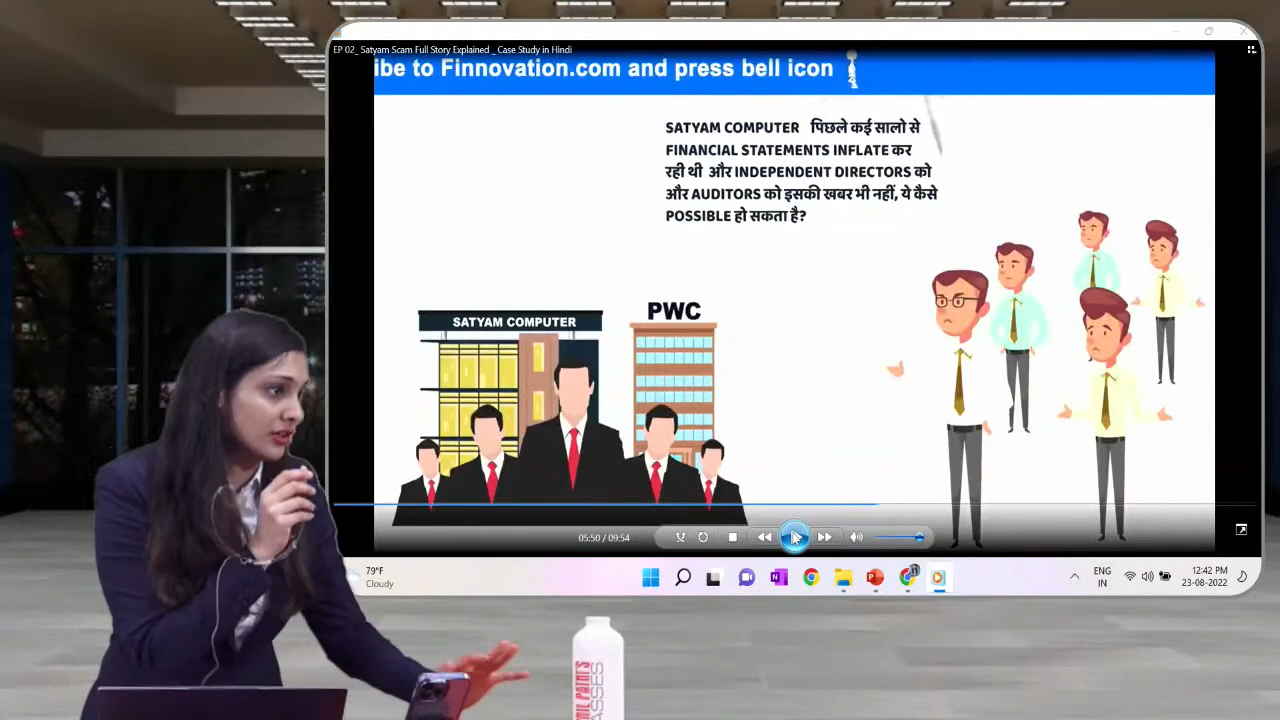 EP 02_ Satyam Scam Full Story Explained _ Case Study in Hindi
ibe to Finnovation.com and press bell icon
SATYAM COMPUTER पिछले कई सालो से
FINANCIAL STATEMENTS INFLATE कर
रही थी और INDEPENDENT DIRECTORS को
और AUDITORS को इसकी खबर भी नहीं, ये कैसे
POSSIBLE हो सकता है?
PWC
SATYAM COMPUTER
05:50 / 09:54
79°F
Cloudy
ENG
IN
12:42 PM
23-08-2022
ASSES